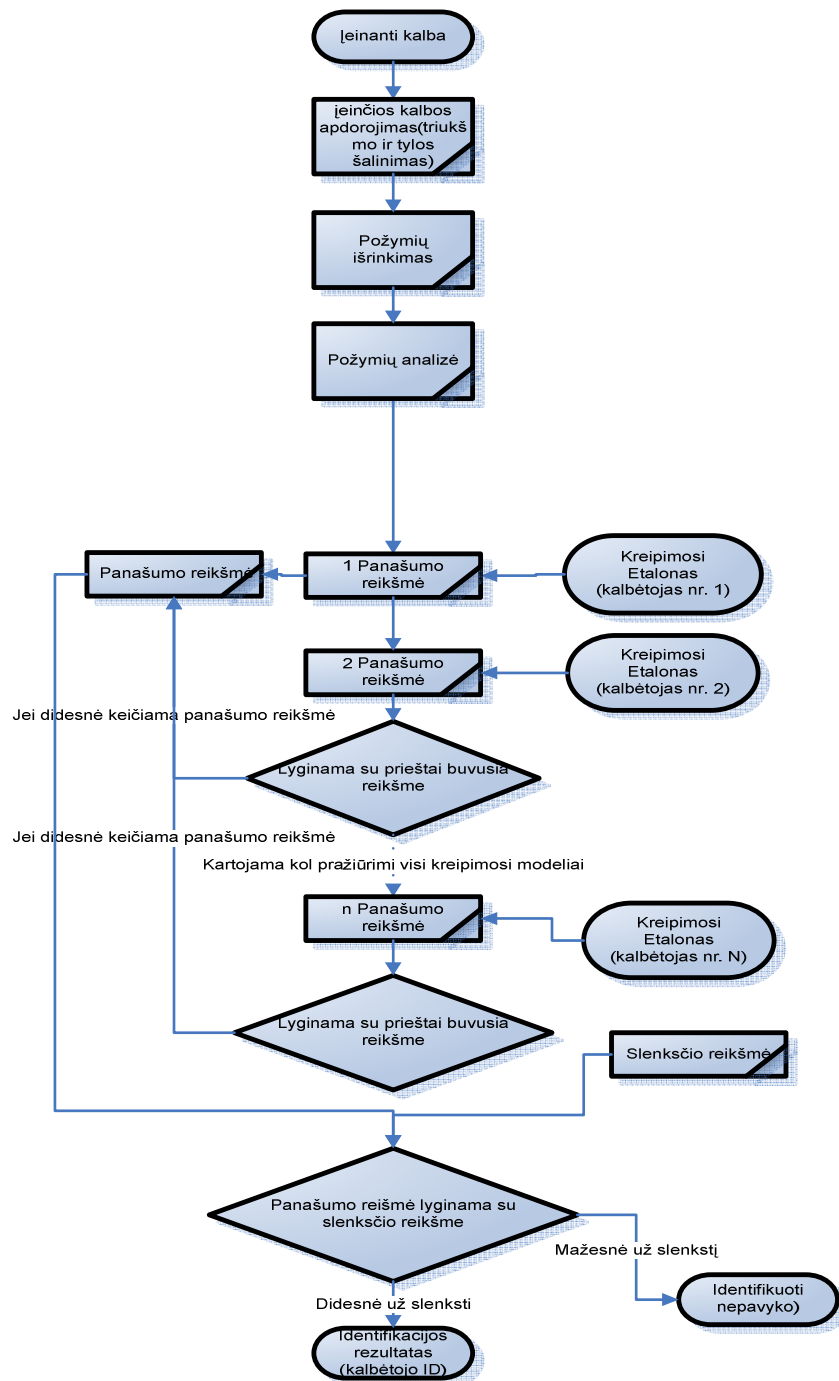 Įeinanti kalba
įeinčios kalbos
apdorojimas(triukš
mo ir tylos
šalinimas)
Požymių
išrinkimas
Požymių analizė
Panašumo reikšmė
1 Panašumo
reikšmė
Kreipimosi
Etalonas
(kalbėtojas nr. 1)
2 Panašumo
reikšmė
Kreipimosi
Etalonas
(kalbėtojas nr. 2)
Jei didesnė keičiama panašumo reikšmė
Lyginama su prieštai buvusia
reikšme
Jei didesnė keičiama panašumo reikšmė
Kartojama kol pražiūrimi visi kreipimosi modeliai
n Panašumo
reikšmė
Kreipimosi
Etalonas
(kalbėtojas nr. N)
Lyginama su prieštai buvusia
reikšme
Slenksčio reikšmė
Panašumo reišmė lyginama su
slenksčio reikšme
Mažesnė už slenkstį
Identifikuoti
nepavyko)
Didesnė už slenksti
Identifikacijos
rezultatas
(kalbėtojo ID)